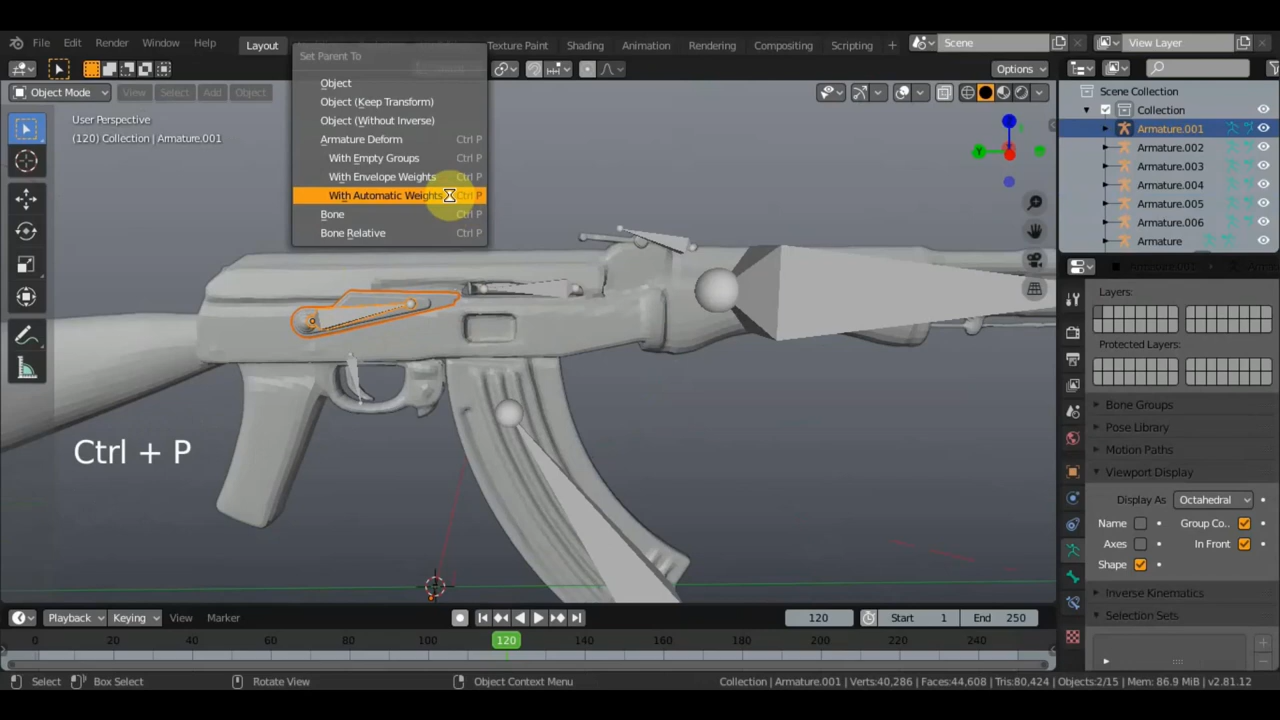 File Edit Render Window Help Layout Texture Paint Shading Animation Rendering Compositing Scripting + Scene View Layer
Set Parent To
Object
Object (Keep Transform)
Object (Without Inverse)
Armature Deform Ctrl P
With Empty Groups Ctrl P
With Envelope Weights Ctrl P
With Automatic Weights Ctrl P
Bone Ctrl P
Bone Relative Ctrl P
Options
Object Mode View Select Add Object
User Perspective
(120) Collection | Armature.001
Y
Scene Collection
Collection
Armature.001
Armature.002
Armature.003
Armature.004
Armature.005
Armature.006
Armature
Layers:
Protected Layers:
Bone Groups
Pose Library
Motion Paths
Viewport Display
Display As Octahedral
Name Group Co..
Axes In Front
Shape
Inverse Kinematics
Selection Sets
Ctrl + P
Playback Keying View Marker 120 Start 1 End 250
0 20 40 60 80 100 120 140 160 180 200 220 240
Select Box Select Rotate View Object Context Menu Collection | Armature.001 | Verts:40,286 | Faces:44,608 | Tris:80,424 | Objects:2/15 | Mem: 86.9 MiB | v2.81.12